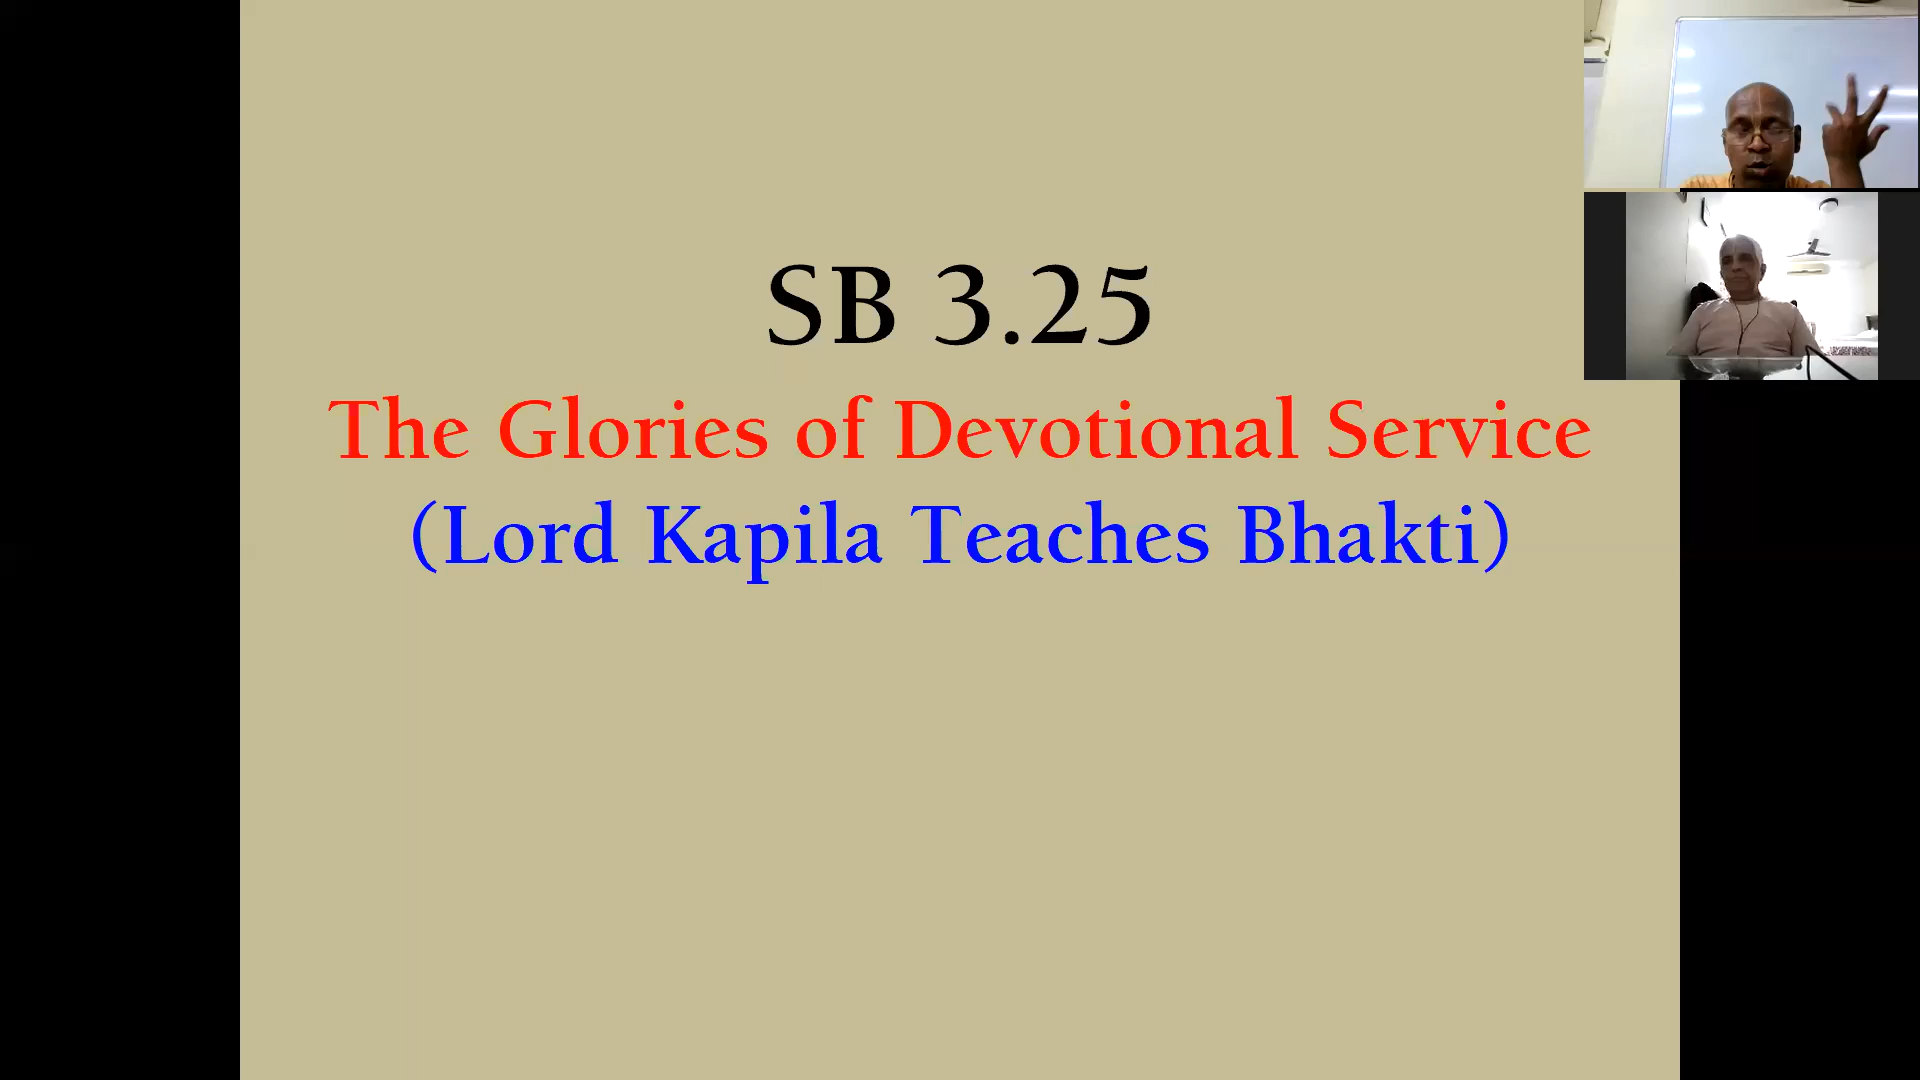 SB 3.25
The Glories of Devotional Service
(Lord Kapila Teaches Bhakti)